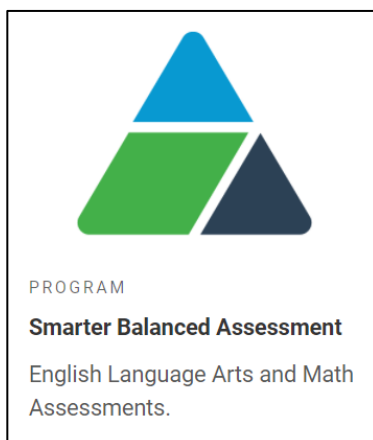 PROGRAM
Smarter Balanced Assessment
English Language Arts and Math
Assessments.